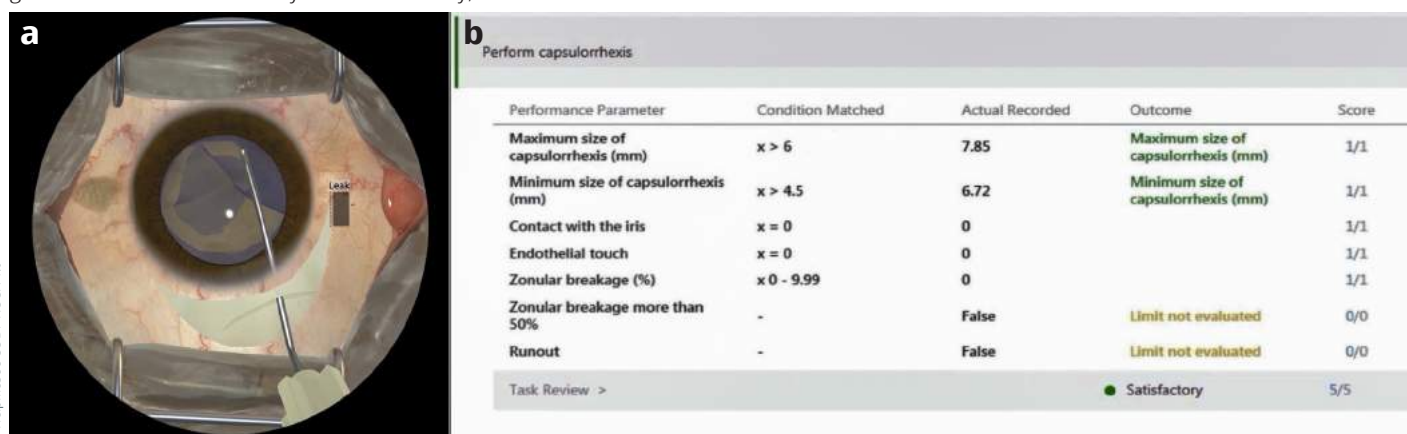 a
Leak
b
Perform capsulorrhexis
Performance Parameter Condition Matched Actual Recorded Outcome Score
Maximum size of
capsulorrhexis (mm) x > 6 7.85 Maximum size of
capsulorrhexis (mm) 1/1
Minimum size of capsulorrhexis
(mm) x > 4.5 6.72 Minimum size of
capsulorrhexis (mm) 1/1
Contact with the iris x = 0 0 1/1
Endothelial touch x = 0 0 1/1
Zonular breakage (%) x 0 - 9.99 0 1/1
Zonular breakage more than
50% - False Limit not evaluated 0/0
Runout - False Limit not evaluated 0/0
Task Review > Satisfactory 5/5